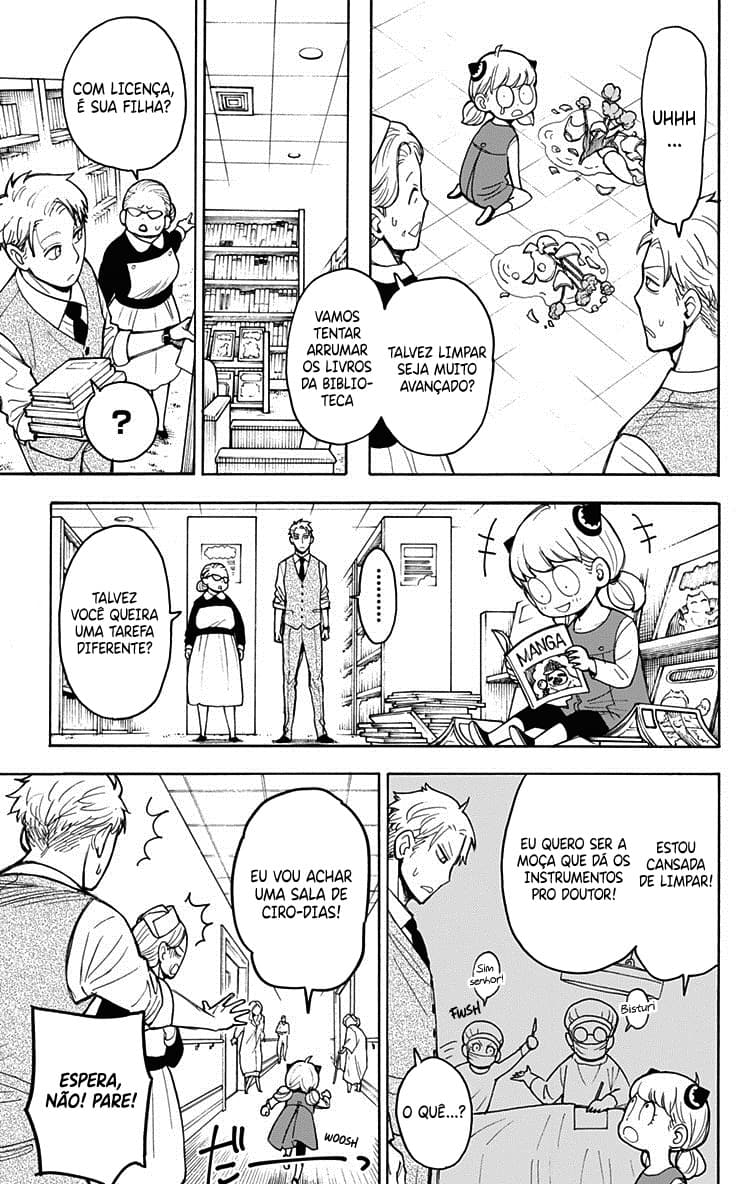 UHHH
...
TALVEZ LIMPAR
SEJA MUITO
AVANÇADO?
VAMOS
TENTAR
ARRUMAR
OS LIVROS
DA BIBLIO-
TECA
COM LICENÇA,
É SUA FILHA?
?
MANGA
........
TALVEZ
VOCÊ QUEIRA
UMA TAREFA
DIFERENTE?
ESTOU
CANSADA
DE LIMPAR!
EU QUERO SER A
MOÇA QUE DÁ OS
INSTRUMENTOS
PRO DOUTOR!
Bisturi
Sim
senhor!
FWSH
O QUÊ...?
EU VOU ACHAR
UMA SALA DE
CIRO-DIAS!
ESPERA,
NÃO! PARE!
WOOSH
ダッ